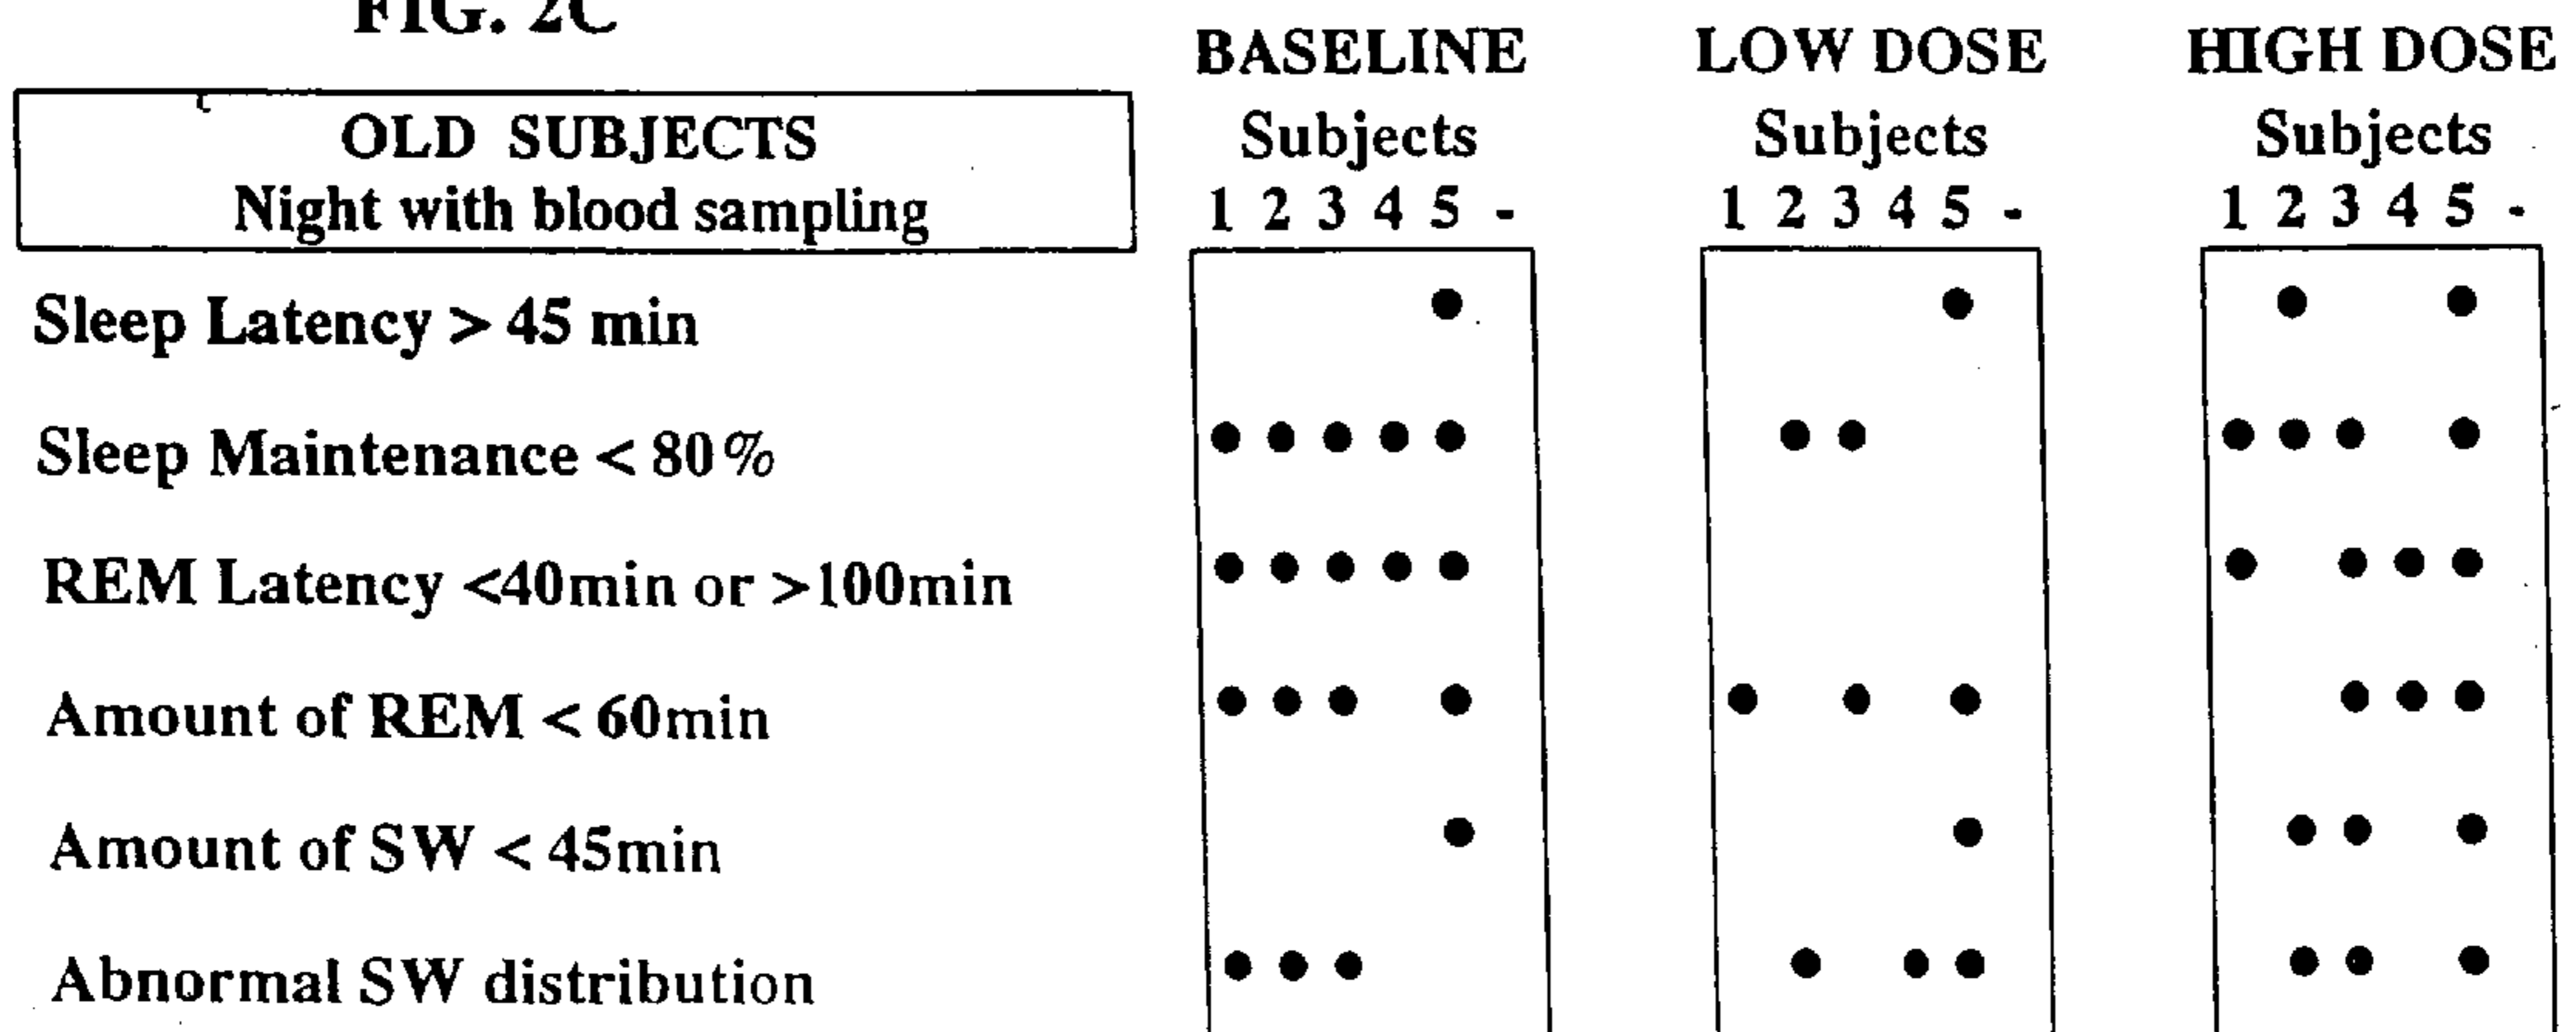 FIG. 2C
BASELINE LOW DOSE HIGH DOSE
OLD SUBJECTS Subjects Subjects Subjects
Night with blood sampling 1 2 3 4 5 - 1 2 3 4 5 - 1 2 3 4 5 -
Sleep Latency > 45 min
Sleep Maintenance < 80%
REM Latency <40min or >100min
Amount of REM < 60min
Amount of SW < 45min
Abnormal SW distribution